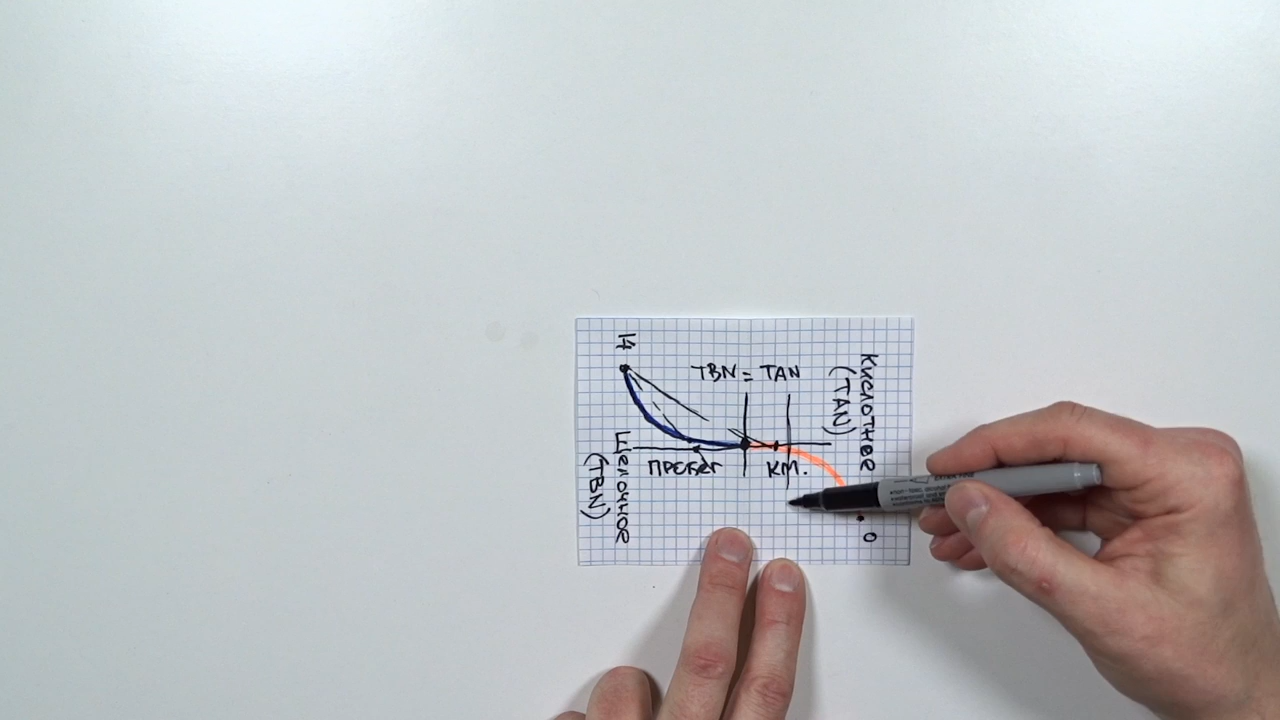 14
TBN = TAN
Кислотное
(TAN)
Щелочное
(TBN)
ПРОБЕГ
КМ.
0